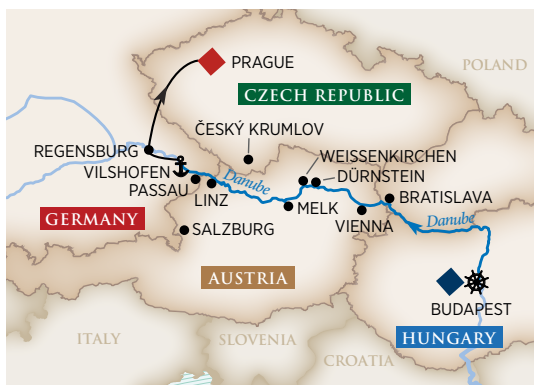 PRAGUE
POLAND
CZECH REPUBLIC
ČESKÝ KRUMLOV
REGENSBURG
WEISSENKIRCHEN
VILSHOFEN
Danube
DÜRNSTEIN
PASSAU
LINZ
BRATISLAVA
MELK
GERMANY
VIENNA
Danube
SALZBURG
AUSTRIA
BUDAPEST
ITALY
SLOVENIA
HUNGARY
CROATIA